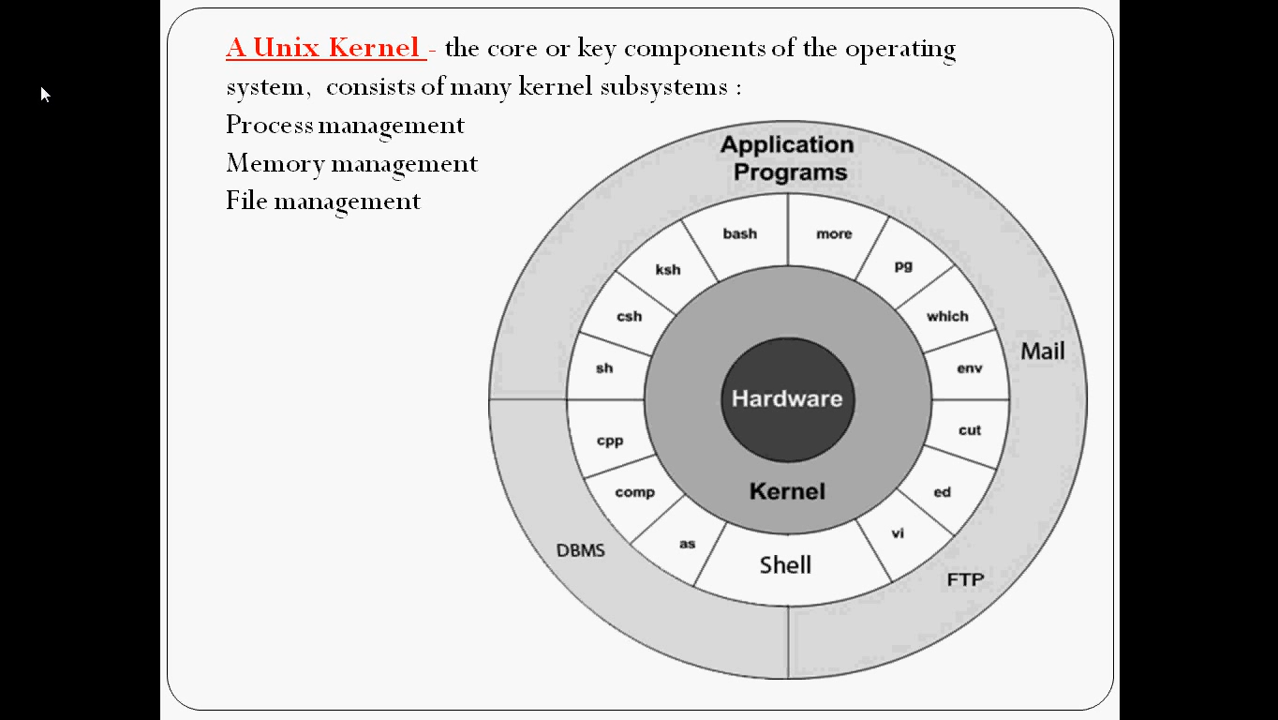 A Unix Kernel - the core or key components of the operating
system, consists of many kernel subsystems :
Process management
Memory management
File management
Application
Programs
bash
more
ksh
pg
csh
which
sh
env
Mail
Hardware
cpp
cut
comp
Kernel
ed
as
vi
DBMS
Shell
FTP